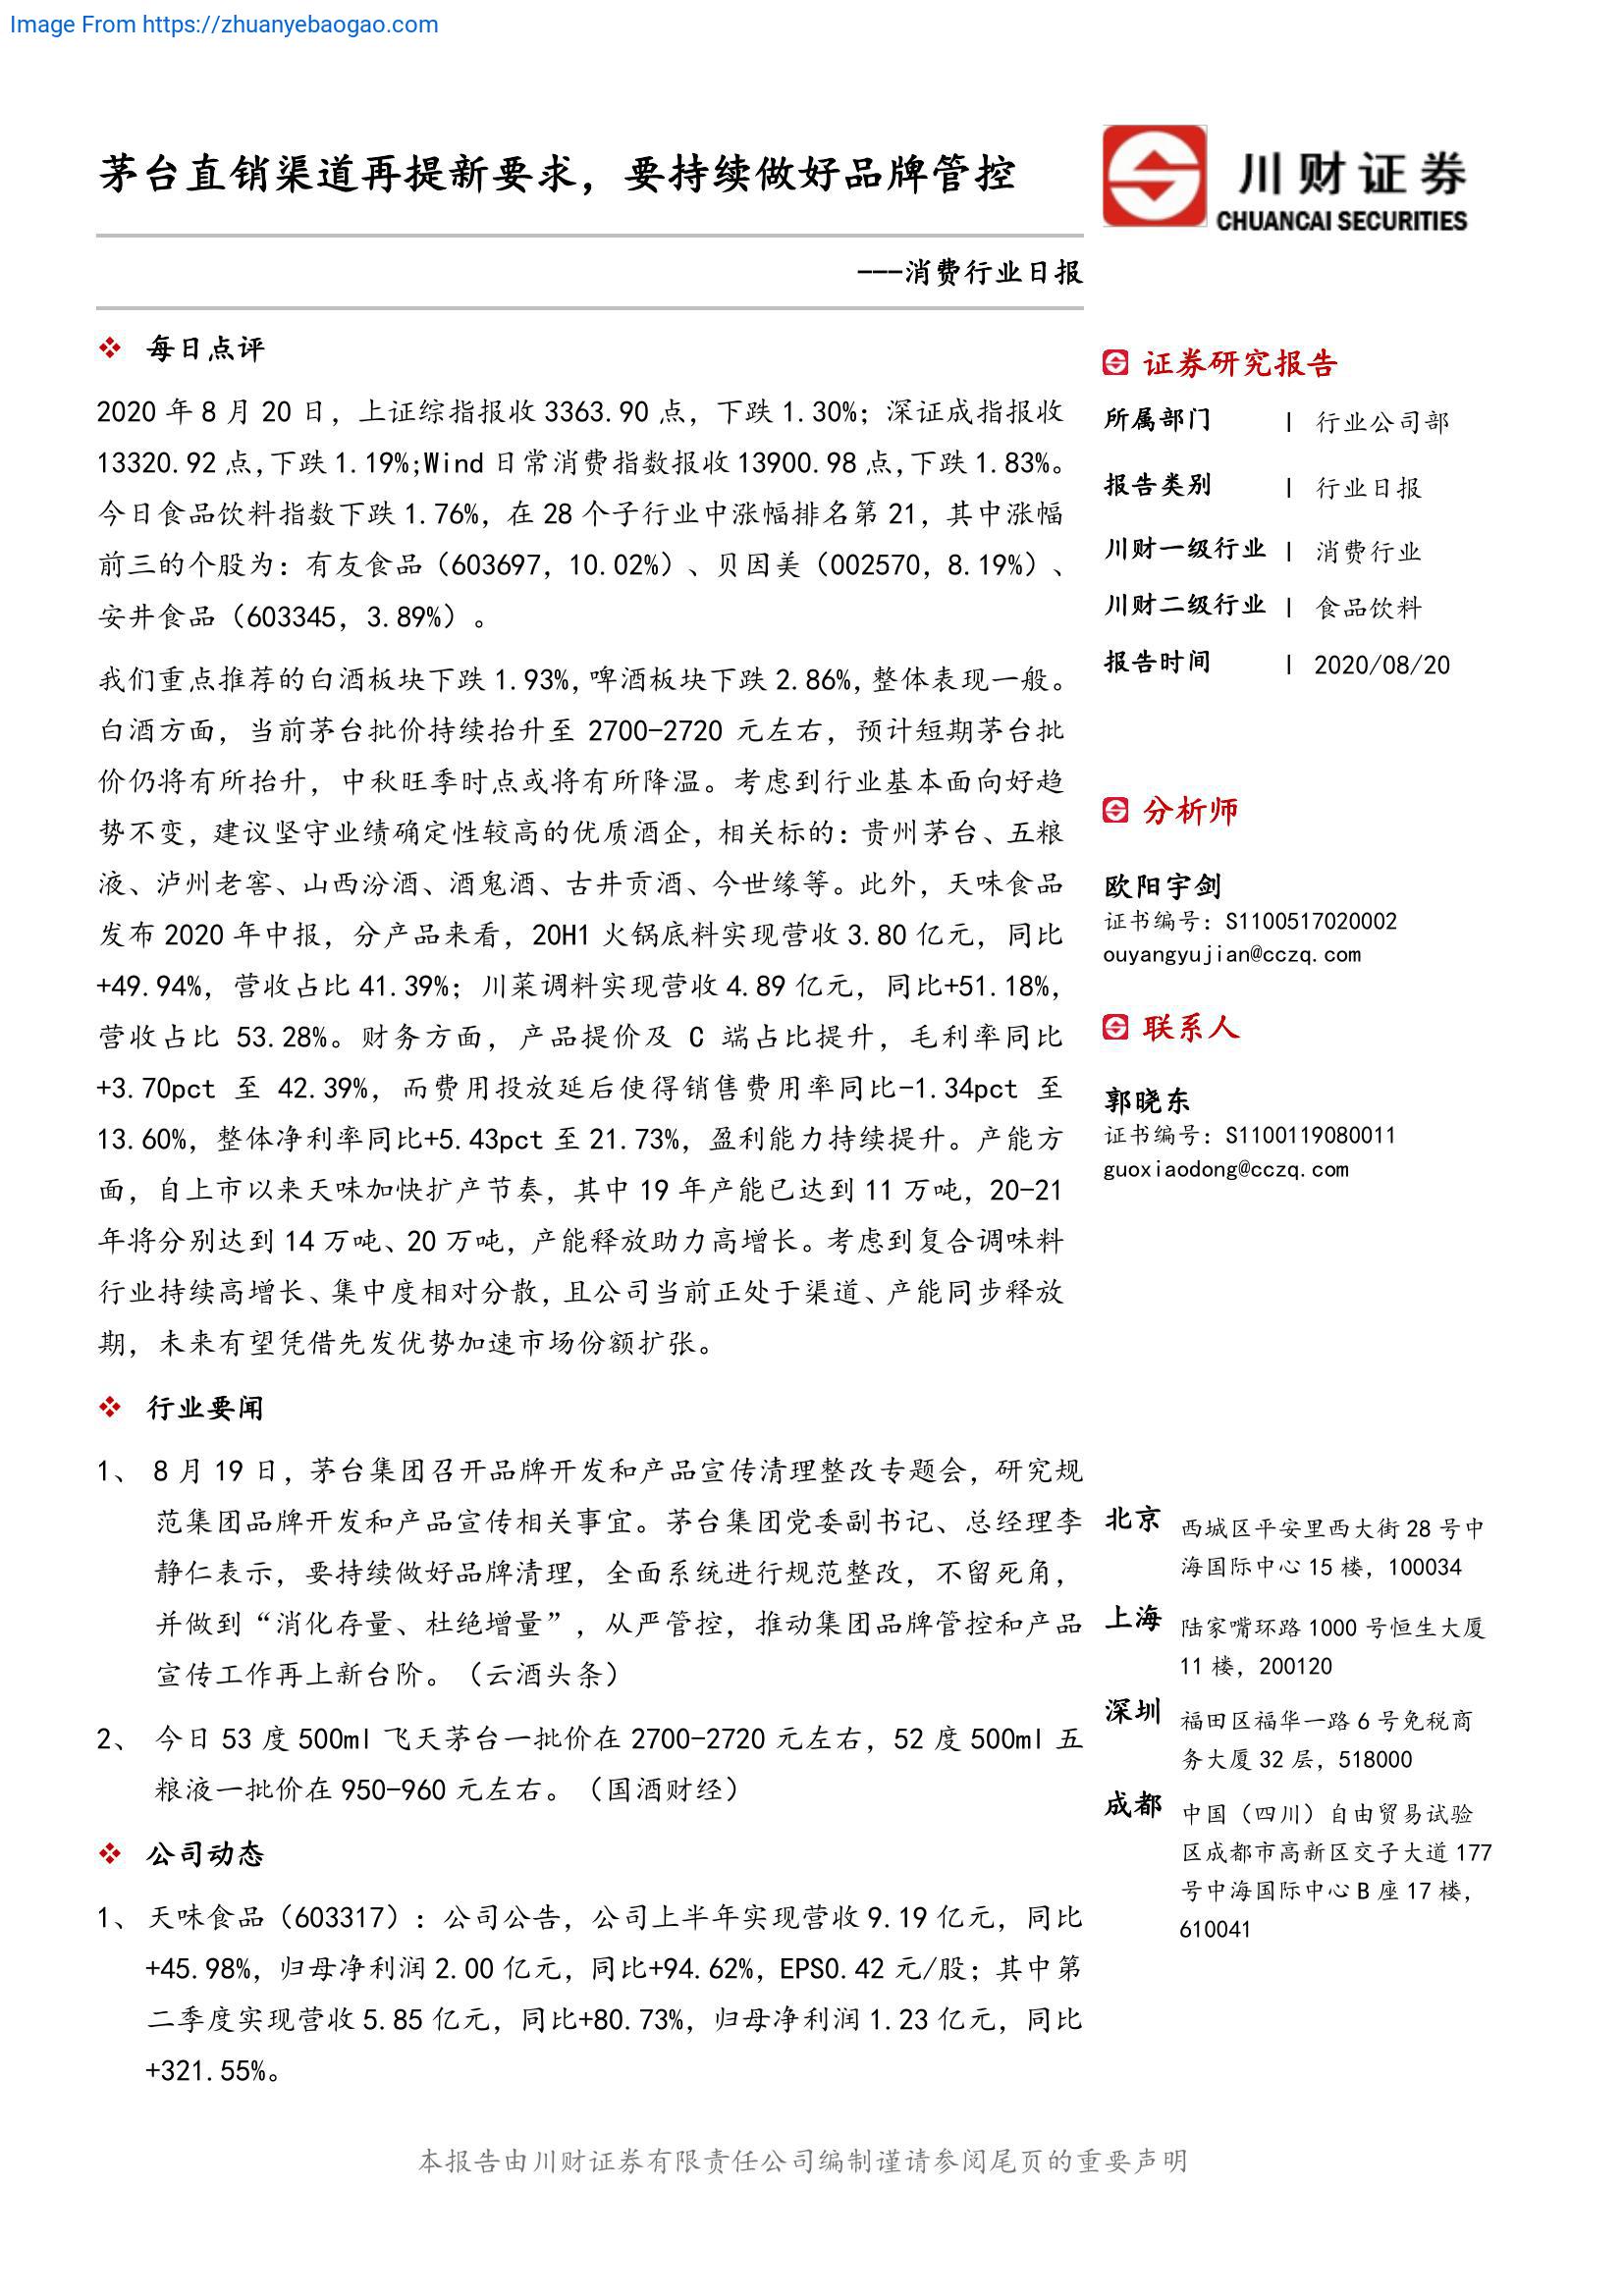 Image From https://zhuanyebaogao.com
茅台直销渠道再提新要求，要持续做好品牌管控
川财证券
CHUANCAI SECURITIES
---消费行业日报
❖ 每日点评
2020 年 8 月 20 日，上证综指报收 3363.90 点，下跌 1.30%；深证成指报收
13320.92 点,下跌 1.19%;Wind 日常消费指数报收 13900.98 点,下跌 1.83%。
今日食品饮料指数下跌 1.76%，在 28 个子行业中涨幅排名第 21，其中涨幅
前三的个股为：有友食品（603697，10.02%）、贝因美（002570，8.19%）、
安井食品（603345，3.89%）。
我们重点推荐的白酒板块下跌 1.93%,啤酒板块下跌 2.86%,整体表现一般。
白酒方面，当前茅台批价持续抬升至 2700-2720 元左右，预计短期茅台批
价仍将有所抬升，中秋旺季时点或将有所降温。考虑到行业基本面向好趋
势不变，建议坚守业绩确定性较高的优质酒企，相关标的：贵州茅台、五粮
液、泸州老窖、山西汾酒、酒鬼酒、古井贡酒、今世缘等。此外，天味食品
发布 2020 年中报，分产品来看，20H1 火锅底料实现营收 3.80 亿元，同比
+49.94%，营收占比 41.39%；川菜调料实现营收 4.89 亿元，同比+51.18%，
营收占比 53.28%。财务方面，产品提价及 C 端占比提升，毛利率同比
+3.70pct 至 42.39%，而费用投放延后使得销售费用率同比-1.34pct 至
13.60%，整体净利率同比+5.43pct 至 21.73%，盈利能力持续提升。产能方
面，自上市以来天味加快扩产节奏，其中 19 年产能已达到 11 万吨，20-21
年将分别达到 14 万吨、20 万吨，产能释放助力高增长。考虑到复合调味料
行业持续高增长、集中度相对分散,且公司当前正处于渠道、产能同步释放
期，未来有望凭借先发优势加速市场份额扩张。
❖ 行业要闻
1、 8 月 19 日，茅台集团召开品牌开发和产品宣传清理整改专题会，研究规
范集团品牌开发和产品宣传相关事宜。茅台集团党委副书记、总经理李
静仁表示，要持续做好品牌清理，全面系统进行规范整改，不留死角，
并做到“消化存量、杜绝增量”，从严管控，推动集团品牌管控和产品
宣传工作再上新台阶。（云酒头条）
2、 今日 53 度 500ml 飞天茅台一批价在 2700-2720 元左右，52 度 500ml 五
粮液一批价在 950-960 元左右。（国酒财经）
❖ 公司动态
1、 天味食品（603317）：公司公告，公司上半年实现营收 9.19 亿元，同比
+45.98%，归母净利润 2.00 亿元，同比+94.62%，EPS0.42 元/股；其中第
二季度实现营收 5.85 亿元，同比+80.73%，归母净利润 1.23 亿元，同比
+321.55%。
证券研究报告
所属部门 | 行业公司部
报告类别 | 行业日报
川财一级行业 | 消费行业
川财二级行业 | 食品饮料
报告时间 | 2020/08/20
分析师
欧阳宇剑
证书编号：S1100517020002
ouyangyujian@cczq.com
联系人
郭晓东
证书编号：S1100119080011
guoxiaodong@cczq.com
北京 西城区平安里西大街 28 号中
海国际中心 15 楼，100034
上海 陆家嘴环路 1000 号恒生大厦
11 楼，200120
深圳 福田区福华一路 6 号免税商
务大厦 32 层，518000
成都 中国（四川）自由贸易试验
区成都市高新区交子大道 177
号中海国际中心 B 座 17 楼，
610041
本报告由川财证券有限责任公司编制谨请参阅尾页的重要声明